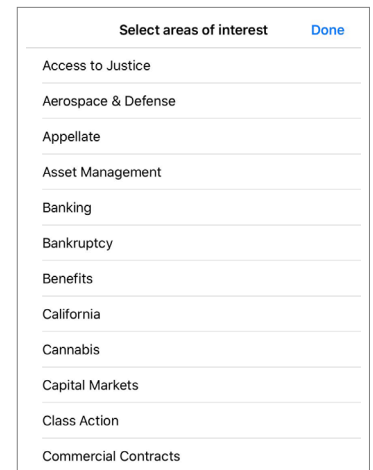 Select areas of interest Done
Access to Justice
Aerospace & Defense
Appellate
Asset Management
Banking
Bankruptcy
Benefits
California
Cannabis
Capital Markets
Class Action
Commercial Contracts